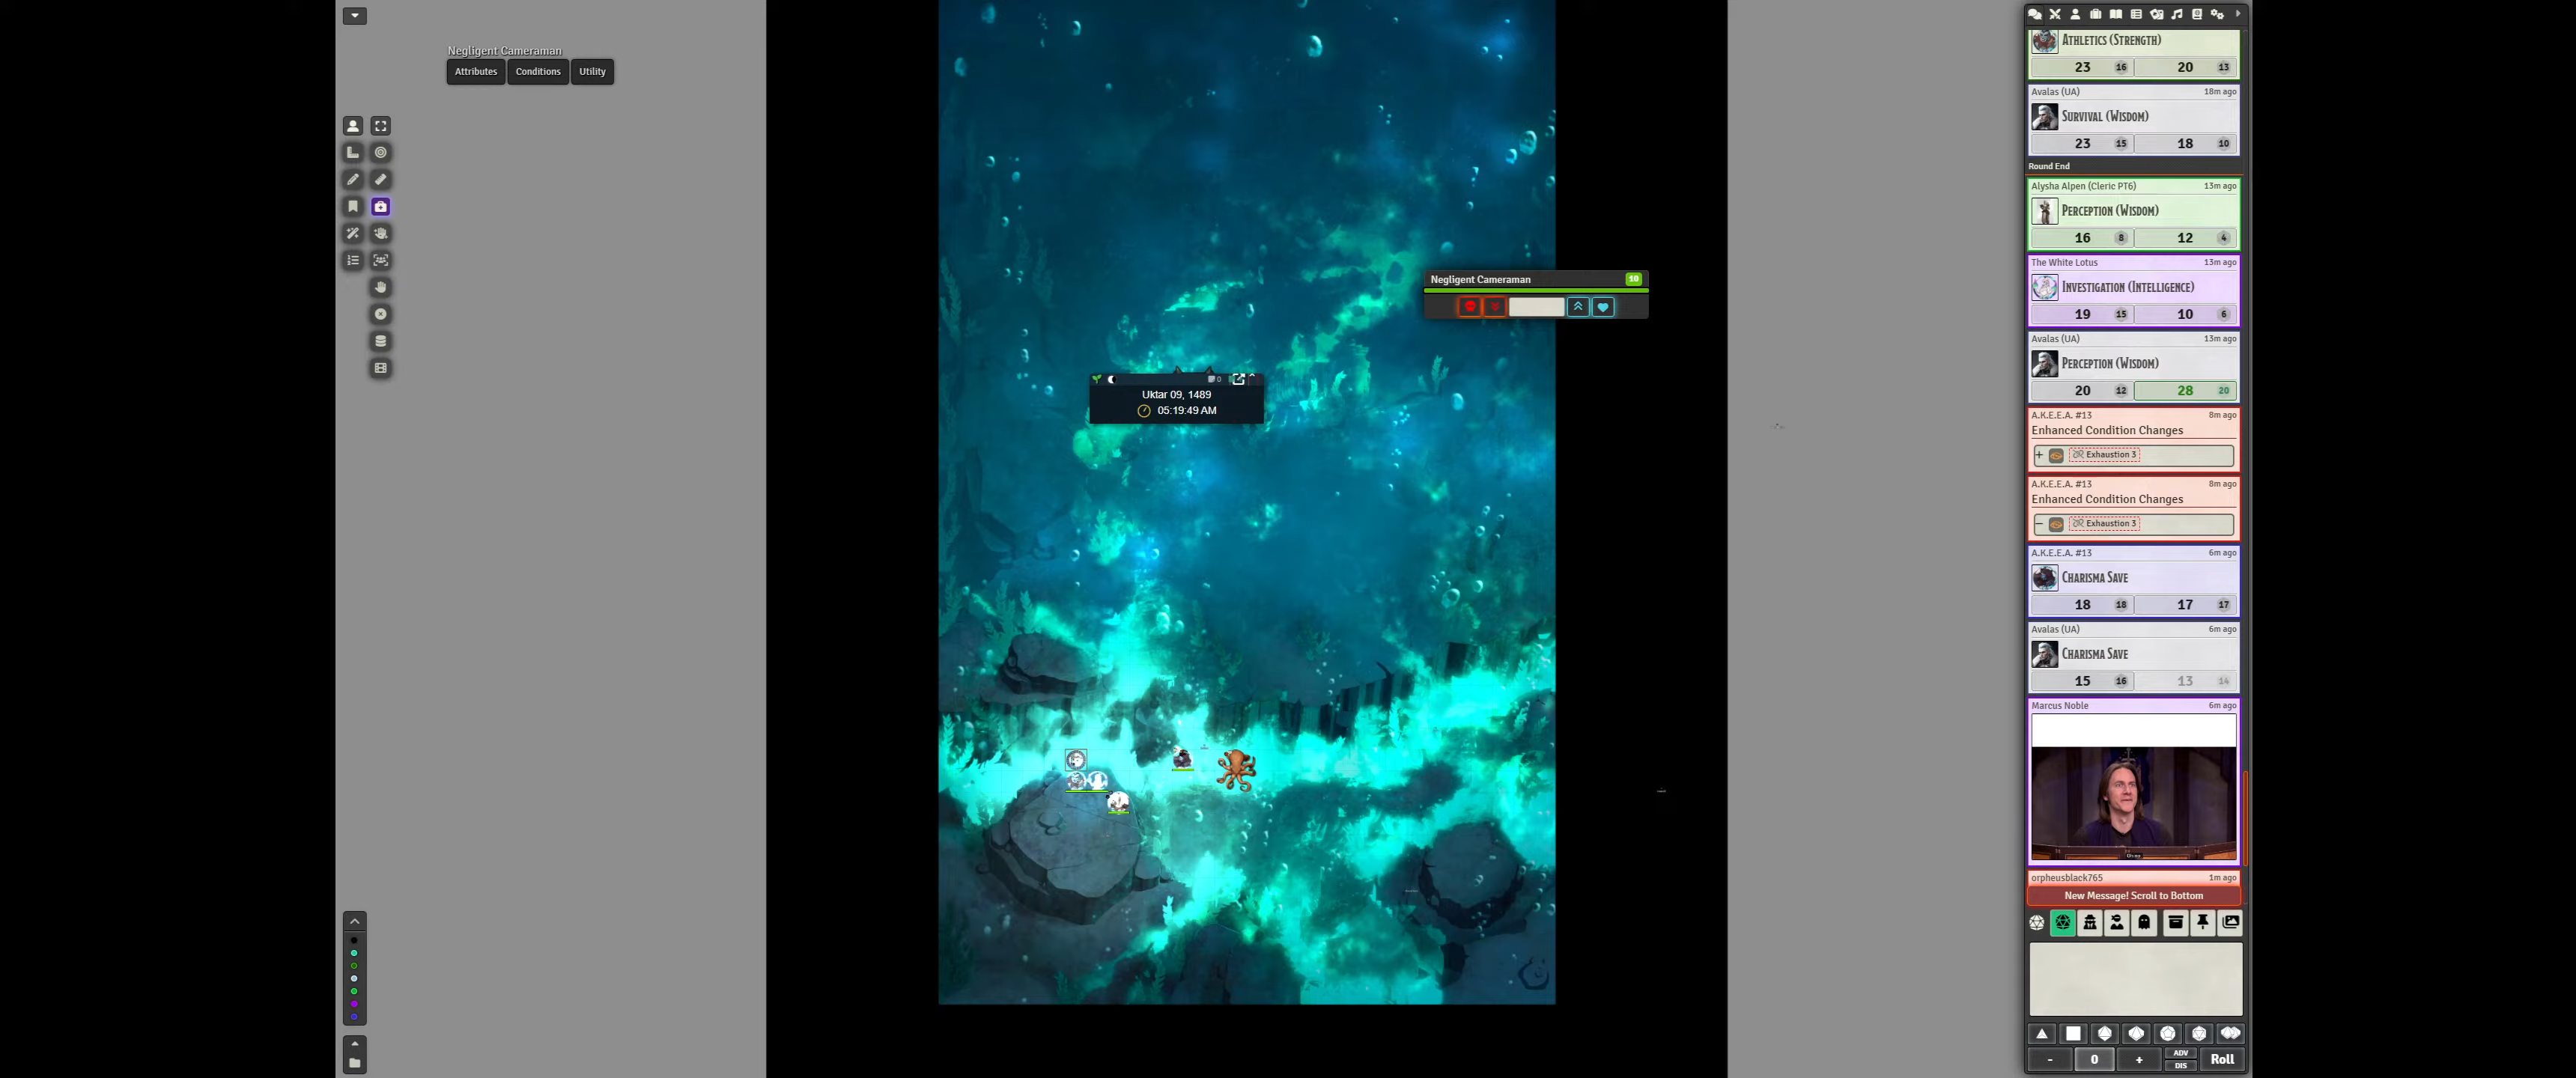 Negligent Cameraman
Attributes
Conditions
Utility
Negligent Cameraman
10
0
Uktar 09, 1489
05:19:49 AM
Athletics (Strength)
23 16 20 13
Avalas (UA) 18m ago
Survival (Wisdom)
23 15 18 10
Round End
Alysha Alpen (Cleric PT6) 13m ago
Perception (Wisdom)
16 8 12 4
The White Lotus 13m ago
Investigation (Intelligence)
19 15 10 6
Avalas (UA) 13m ago
Perception (Wisdom)
20 12 28 20
A.K.E.E.A. #13 8m ago
Enhanced Condition Changes
+ Exhaustion 3
A.K.E.E.A. #13 8m ago
Enhanced Condition Changes
− Exhaustion 3
A.K.E.E.A. #13 6m ago
Charisma Save
18 18 17 17
Avalas (UA) 6m ago
Charisma Save
15 16 13 14
Marcus Noble 6m ago
orpheusblack765 1m ago
New Message! Scroll to Bottom
- 0 + ADV Roll
DIS